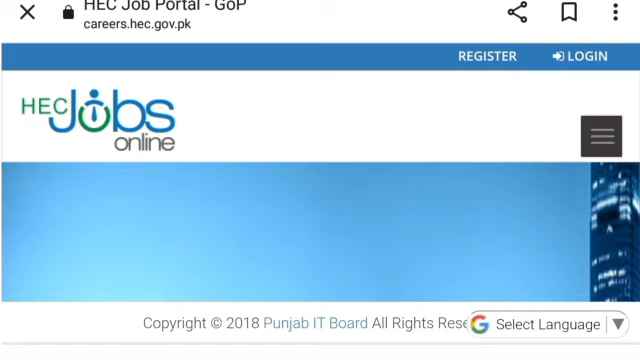 HEC Job Portal - GoP
careers.hec.gov.pk
REGISTER LOGIN
HEC Jobs
online
Copyright © 2018 Punjab IT Board All Rights Rese
Select Language